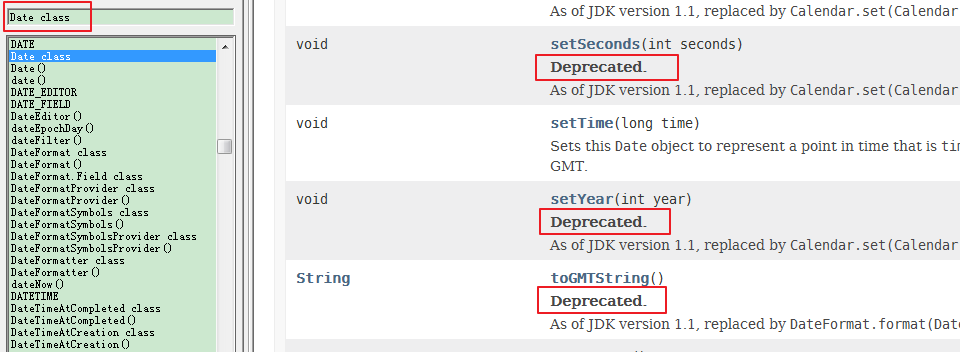 Date class
DATE
Date class
Date()
date()
DATE_EDITOR
DATE_FIELD
DateEditor()
dateEpochDay()
dateFilter()
DateFormat class
DateFormat()
DateFormat.Field class
DateFormatProvider class
DateFormatProvider()
DateFormatSymbols class
DateFormatSymbols()
DateFormatSymbolsProvider class
DateFormatSymbolsProvider()
DateFormatter class
DateFormatter()
dateNow()
DATETIME
DateTimeAtCompleted class
DateTimeAtCompleted()
DateTimeAtCreation class
DateTimeAtCreation()
As of JDK version 1.1, replaced by Calendar.set(Calendar
void setSeconds(int seconds)
Deprecated.
As of JDK version 1.1, replaced by Calendar.set(Calendar
void setTime(long time)
Sets this Date object to represent a point in time that is tim
GMT.
void setYear(int year)
Deprecated.
As of JDK version 1.1, replaced by Calendar.set(Calendar
String toGMTString()
Deprecated.
As of JDK version 1.1, replaced by DateFormat.format(Dat